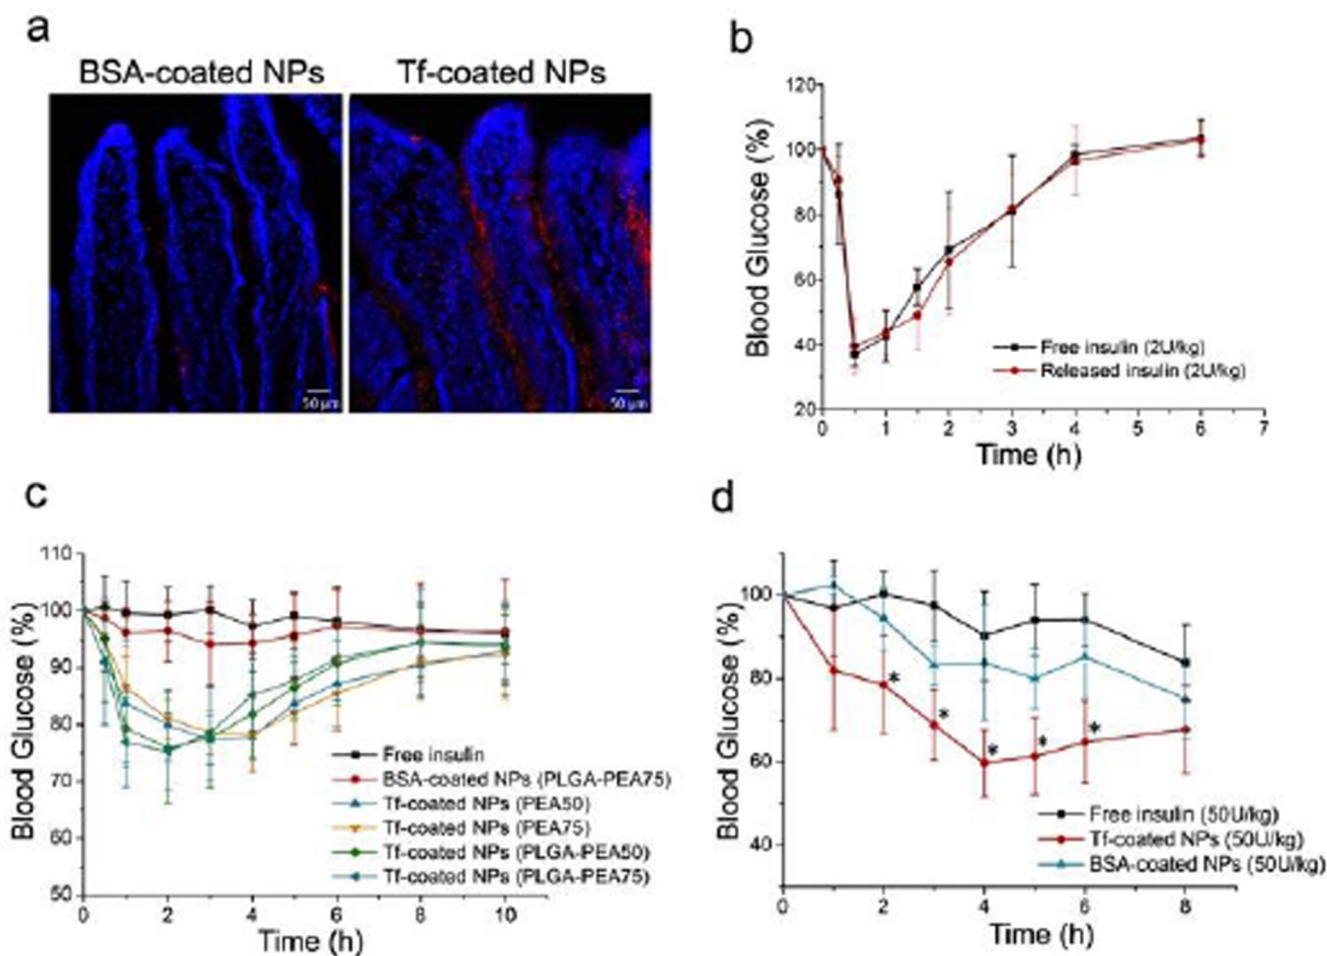 a
BSA-coated NPs
Tf-coated NPs
50 µm
50 µm
b
120
100
80
60
40
20
Blood Glucose (%)
Free insulin (2U/kg)
Released insulin (2U/kg)
0 1 2 3 4 5 6 7
Time (h)
c
110
100
90
80
70
60
50
Blood Glucose (%)
Free insulin
BSA-coated NPs (PLGA-PEA75)
Tf-coated NPs (PEA50)
Tf-coated NPs (PEA75)
Tf-coated NPs (PLGA-PEA50)
Tf-coated NPs (PLGA-PEA75)
0 2 4 6 8 10
Time (h)
d
100
80
60
40
Blood Glucose (%)
* * * * *
Free insulin (50U/kg)
Tf-coated NPs (50U/kg)
BSA-coated NPs (50U/kg)
0 2 4 6 8
Time (h)